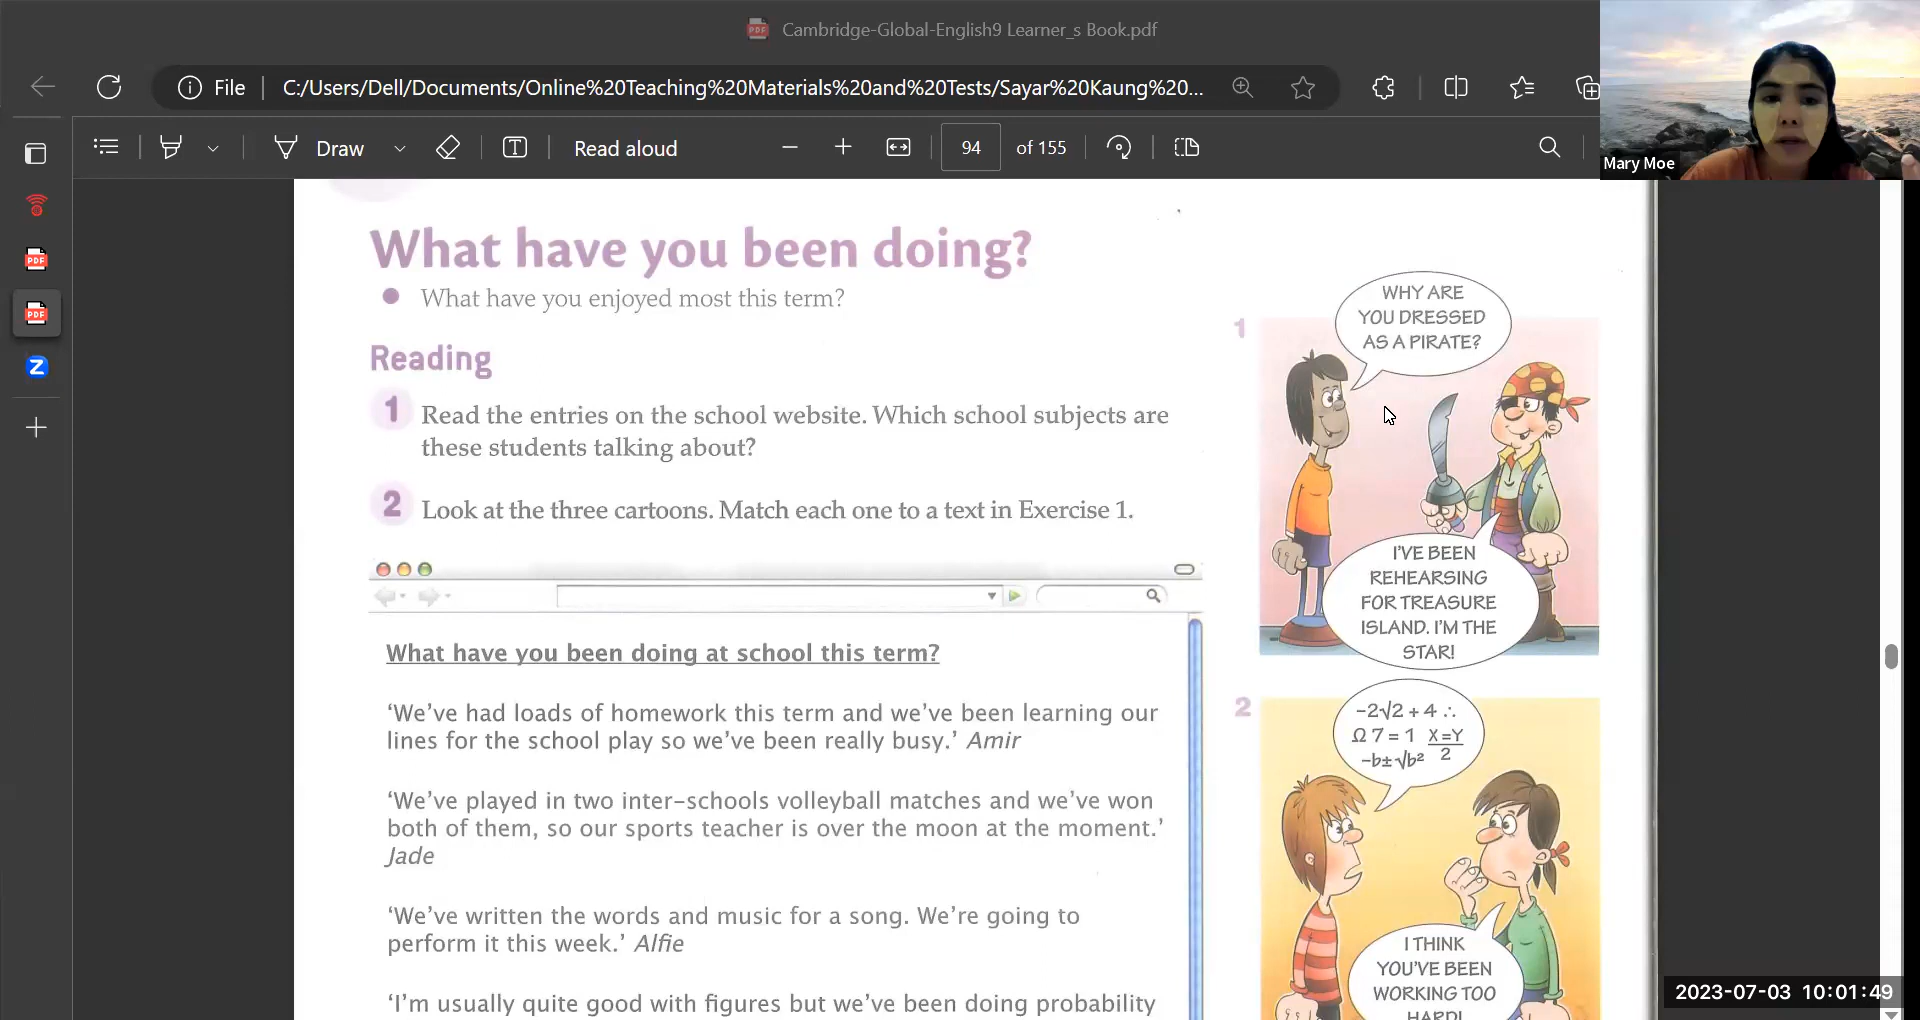 Cambridge-Global-English9 Learner_s Book.pdf
File
C:/Users/Dell/Documents/Online%20Teaching%20Materials%20and%20Tests/Sayar%20Kaung%20...
Draw
Read aloud
94
of 155
Mary Moe
What have you been doing?
What have you enjoyed most this term?
Reading
1 Read the entries on the school website. Which school subjects are
these students talking about?
2 Look at the three cartoons. Match each one to a text in Exercise 1.
What have you been doing at school this term?
‘We’ve had loads of homework this term and we’ve been learning our
lines for the school play so we’ve been really busy.’ Amir
‘We’ve played in two inter-schools volleyball matches and we’ve won
both of them, so our sports teacher is over the moon at the moment.’
Jade
‘We’ve written the words and music for a song. We’re going to
perform it this week.’ Alfie
‘I’m usually quite good with figures but we’ve been doing probability
1
WHY ARE
YOU DRESSED
AS A PIRATE?
I’VE BEEN
REHEARSING
FOR TREASURE
ISLAND. I’M THE
STAR!
2
-2√2 + 4 ∴
Ω 7 = 1 X=Y
-b± √b² 2
I THINK
YOU’VE BEEN
WORKING TOO
HARD!
2023-07-03 10:01:49